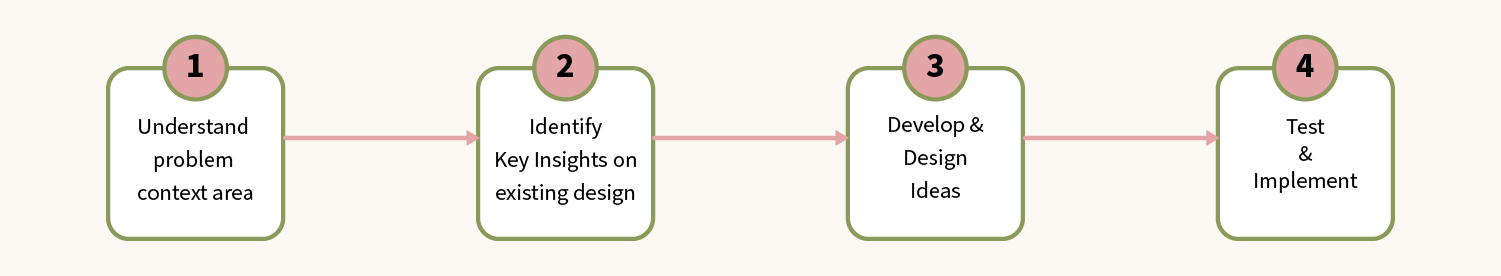 1
Understand
problem
context area
2
Identify
Key Insights on
existing design
3
Develop &
Design
Ideas
4
Test
&
Implement